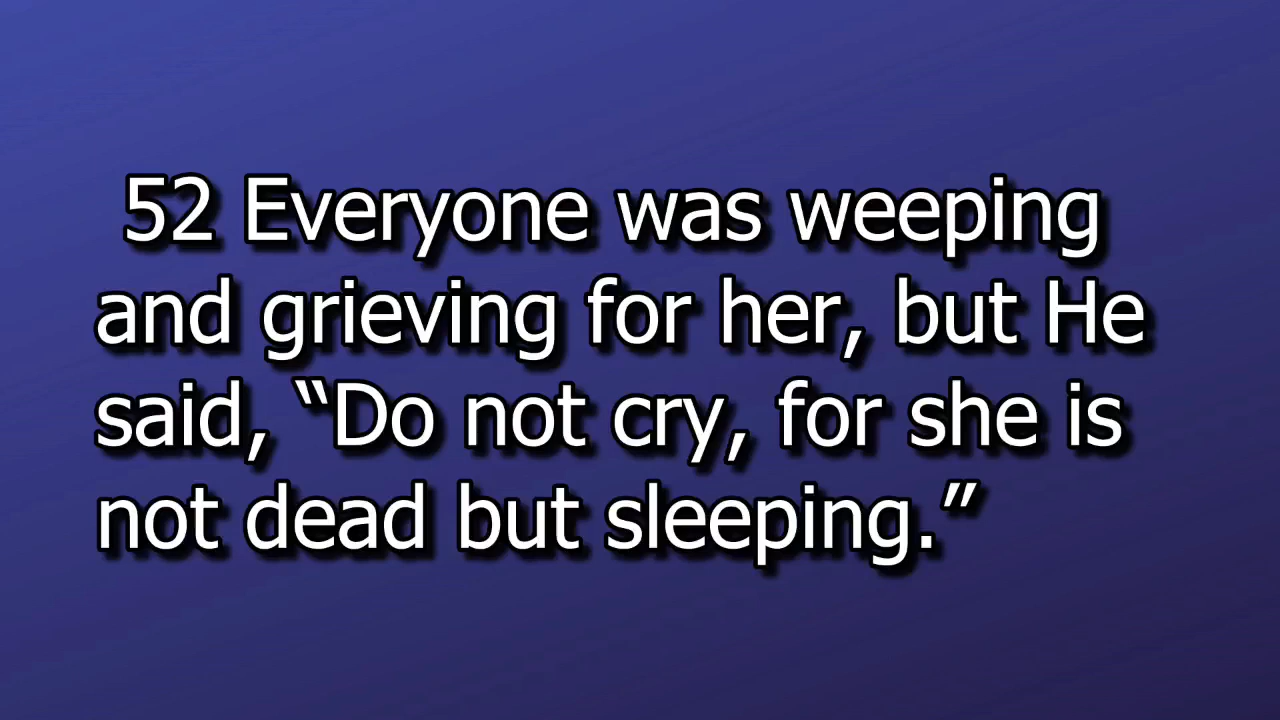 52 Everyone was weeping
and grieving for her, but He
said, “Do not cry, for she is
not dead but sleeping.”